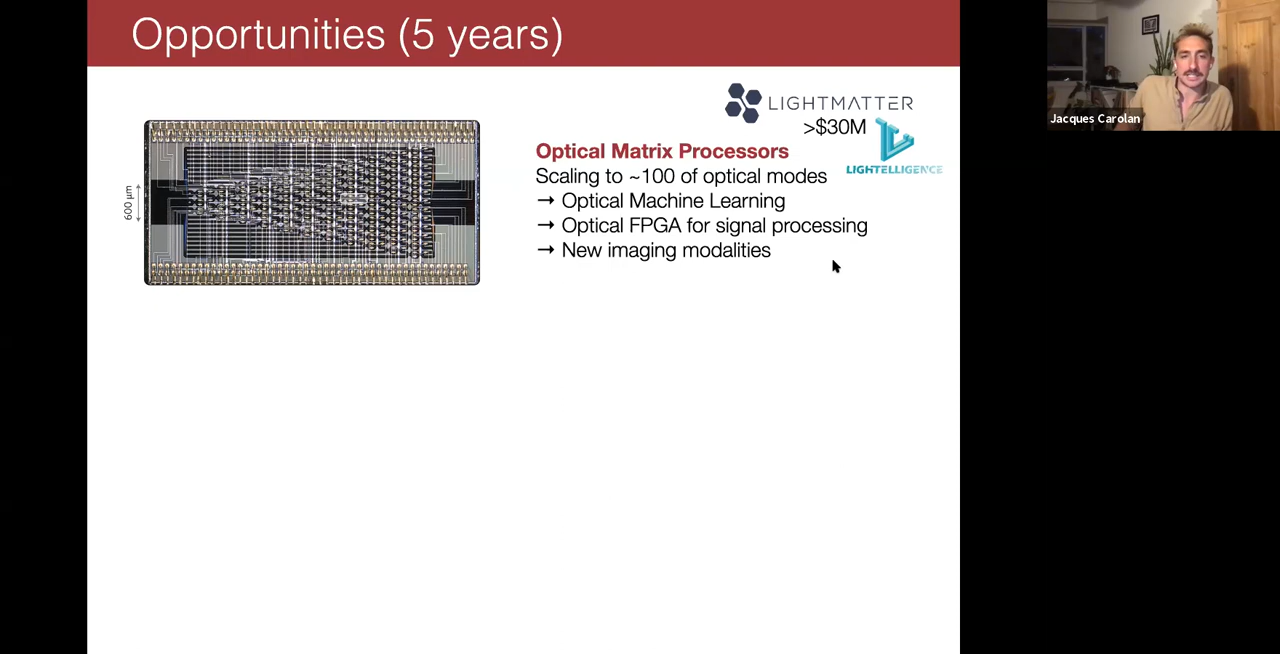 Opportunities (5 years)
LIGHTMATTER
>$30M
LIGHTELLIGENCE
600 µm
Optical Matrix Processors
Scaling to ~100 of optical modes
→ Optical Machine Learning
→ Optical FPGA for signal processing
→ New imaging modalities
Jacques Carolan